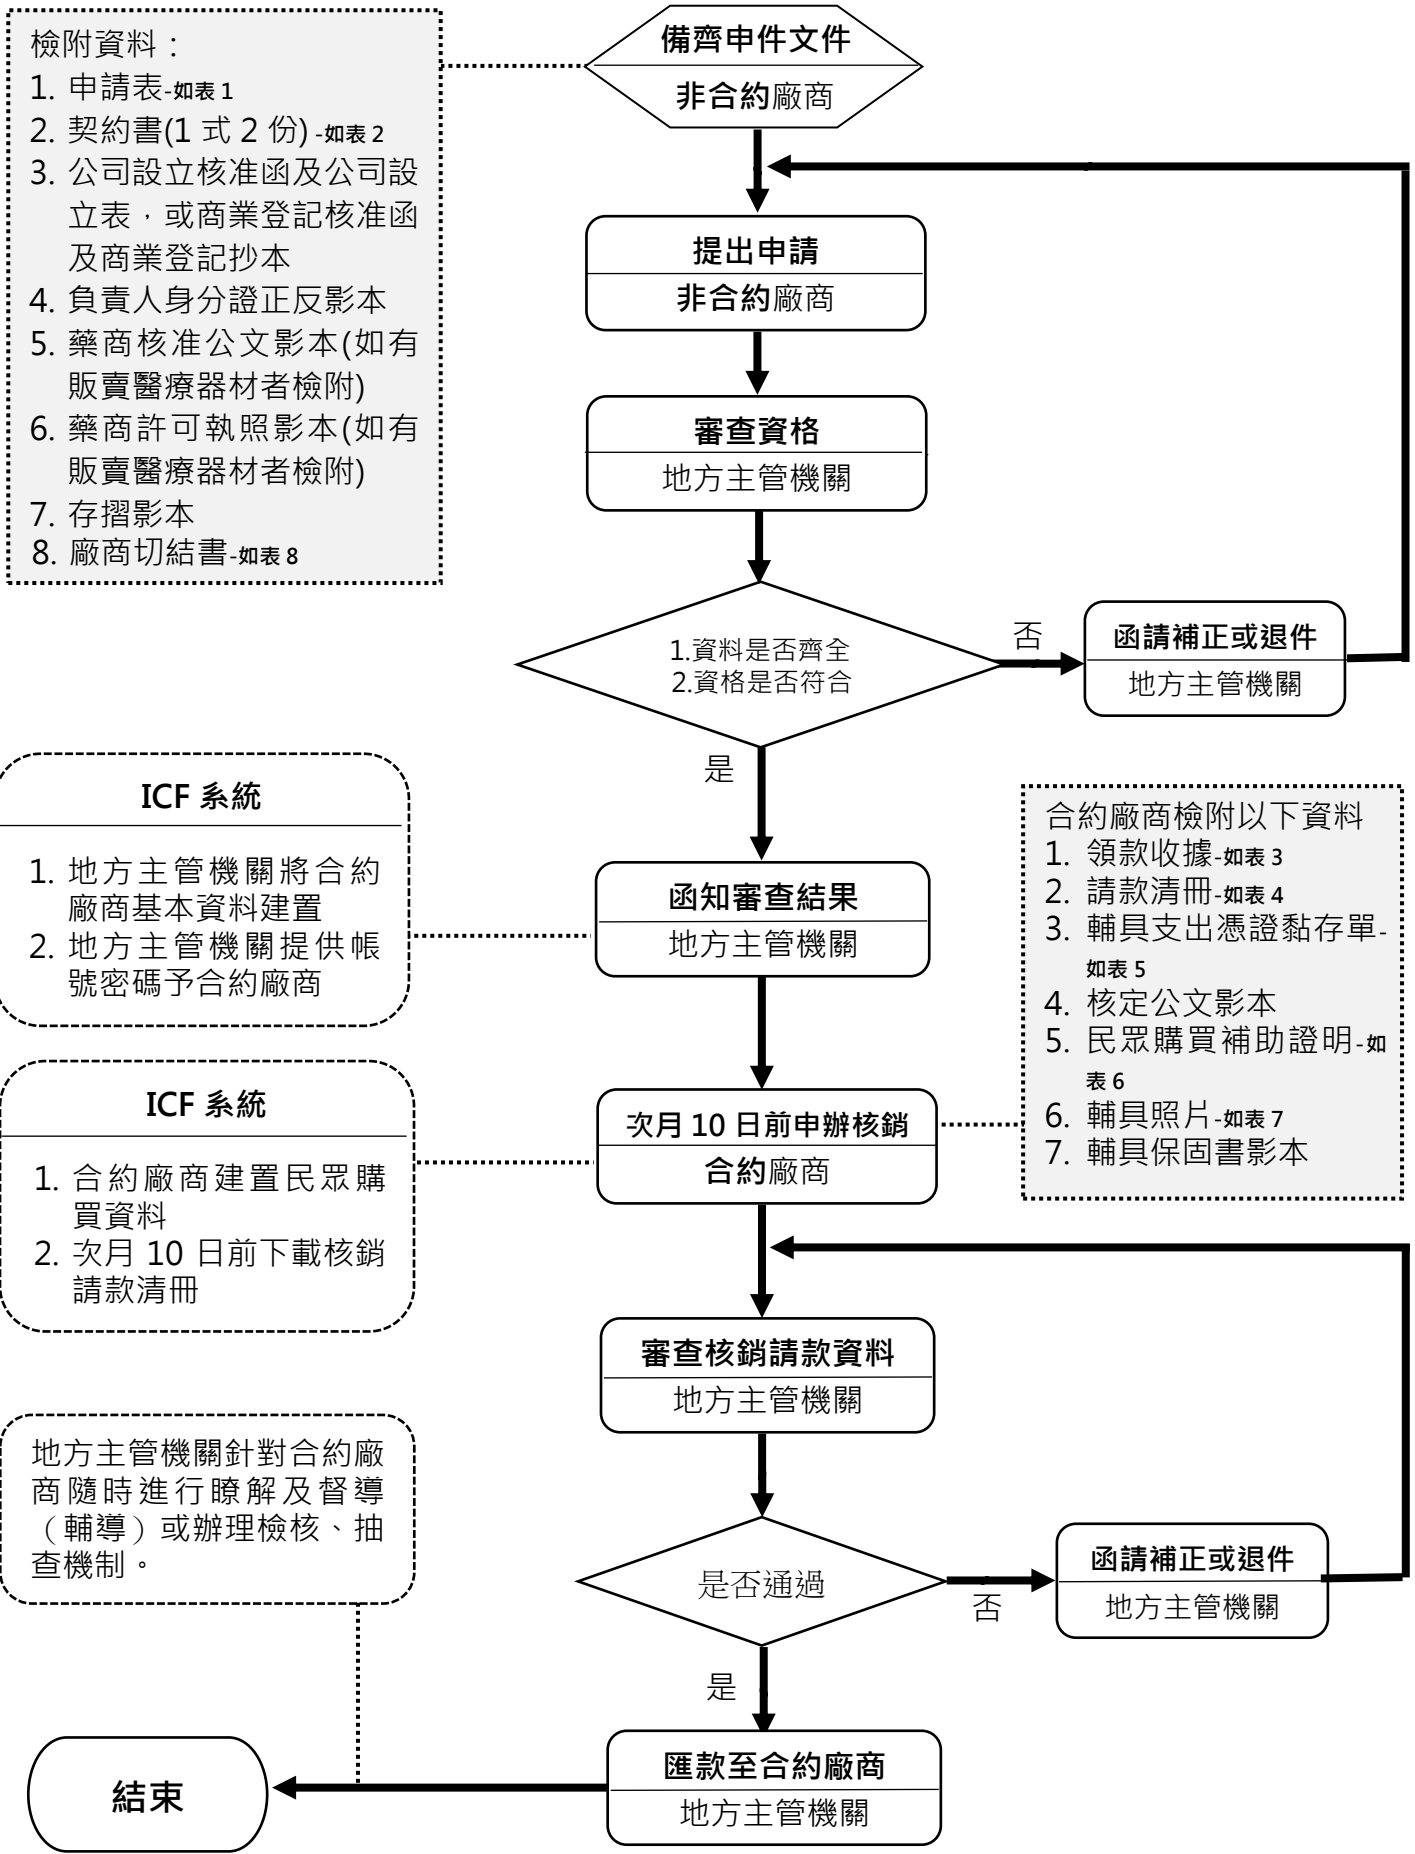 檢附資料：
1. 申請表-如表 1
2. 契約書(1 式 2 份) -如表 2
3. 公司設立核准函及公司設
立表，或商業登記核准函
及商業登記抄本
4. 負責人身分證正反影本
5. 藥商核准公文影本(如有
販賣醫療器材者檢附)
6. 藥商許可執照影本(如有
販賣醫療器材者檢附)
7. 存摺影本
8. 廠商切結書-如表 8
備齊申件文件
非合約廠商
提出申請
非合約廠商
審查資格
地方主管機關
1.資料是否齊全
2.資格是否符合
否
函請補正或退件
地方主管機關
是
ICF 系統
1. 地方主管機關將合約
廠商基本資料建置
2. 地方主管機關提供帳
號密碼予合約廠商
函知審查結果
地方主管機關
合約廠商檢附以下資料
1. 領款收據-如表 3
2. 請款清冊-如表 4
3. 輔具支出憑證黏存單-
如表 5
4. 核定公文影本
5. 民眾購買補助證明-如
表 6
6. 輔具照片-如表 7
7. 輔具保固書影本
ICF 系統
1. 合約廠商建置民眾購
買資料
2. 次月 10 日前下載核銷
請款清冊
次月 10 日前申辦核銷
合約廠商
審查核銷請款資料
地方主管機關
地方主管機關針對合約廠
商隨時進行瞭解及督導
（輔導）或辦理檢核、抽
查機制。
是否通過
否
函請補正或退件
地方主管機關
是
匯款至合約廠商
地方主管機關
結束